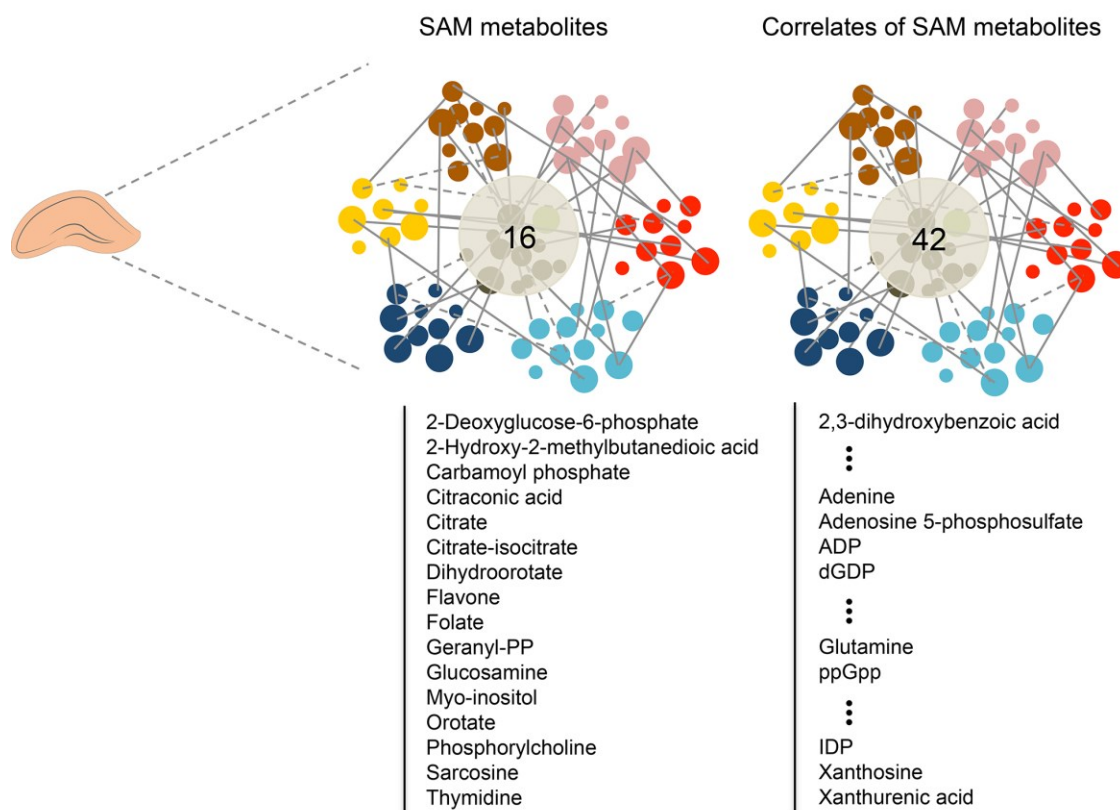 SAM metabolites
Correlates of SAM metabolites
16
42
2-Deoxyglucose-6-phosphate
2-Hydroxy-2-methylbutanedioic acid
Carbamoyl phosphate
Citraconic acid
Citrate
Citrate-isocitrate
Dihydroorotate
Flavone
Folate
Geranyl-PP
Glucosamine
Myo-inositol
Orotate
Phosphorylcholine
Sarcosine
Thymidine
2,3-dihydroxybenzoic acid
Adenine
Adenosine 5-phosphosulfate
ADP
dGDP
Glutamine
ppGpp
IDP
Xanthosine
Xanthurenic acid